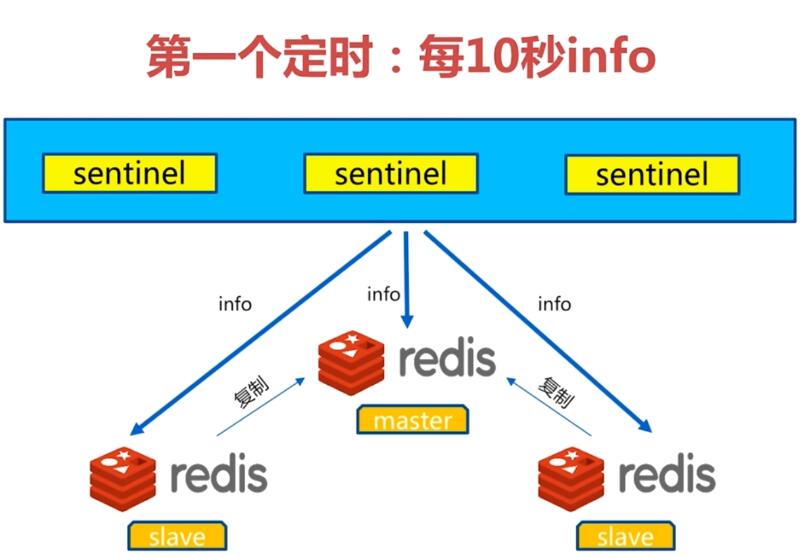 第一个定时：每10秒info
sentinel
sentinel
sentinel
info
info
info
redis
复制
复制
master
redis
redis
slave
slave